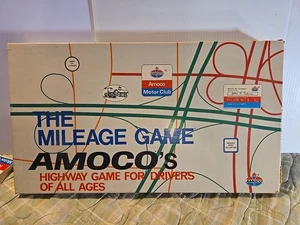 Amoco
Motor Club
THE
MILEAGE GAME
AMOCO's
HIGHWAY GAME FOR DRIVERS
OF ALL AGES